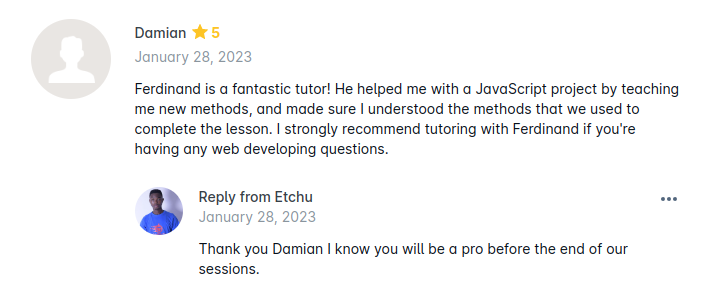 Damian ⭐ 5
January 28, 2023
Ferdinand is a fantastic tutor! He helped me with a JavaScript project by teaching
me new methods, and made sure I understood the methods that we used to
complete the lesson. I strongly recommend tutoring with Ferdinand if you're
having any web developing questions.
Reply from Etchu
January 28, 2023
Thank you Damian I know you will be a pro before the end of our
sessions.